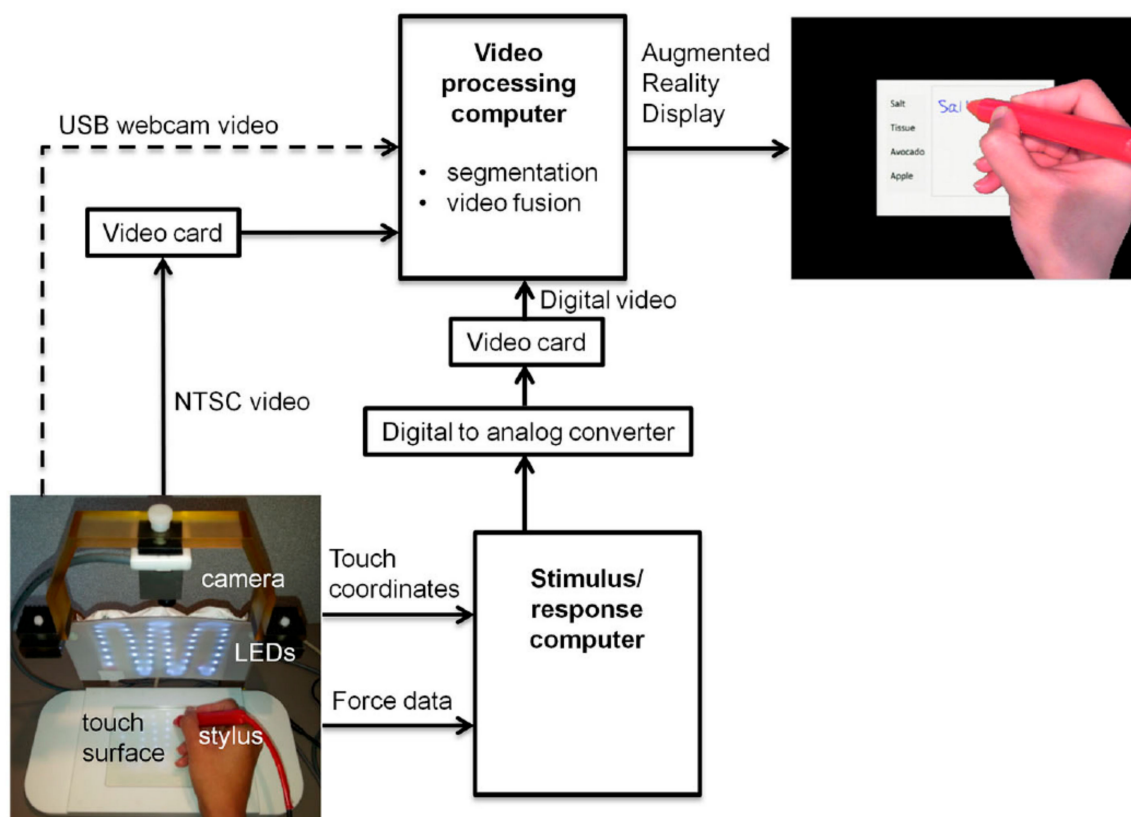 Video
processing
computer
• segmentation
• video fusion
Augmented
Reality
Display
Salt
Tissue
Avocado
Apple
Sal
USB webcam video
Video card
Digital video
Video card
NTSC video
Digital to analog converter
camera
LEDs
touch
surface
stylus
Touch
coordinates
Force data
Stimulus/
response
computer